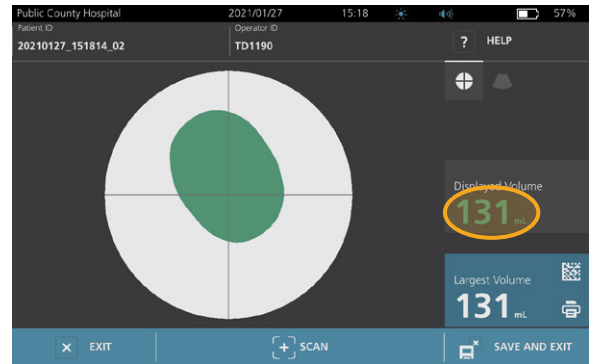 Public County Hospital 2021/01/27 15:18 57%
Patient ID Operator ID
20210127_151814_02 TD1190
? HELP
Displayed Volume
131 mL
Largest Volume
131 mL
EXIT SCAN SAVE AND EXIT